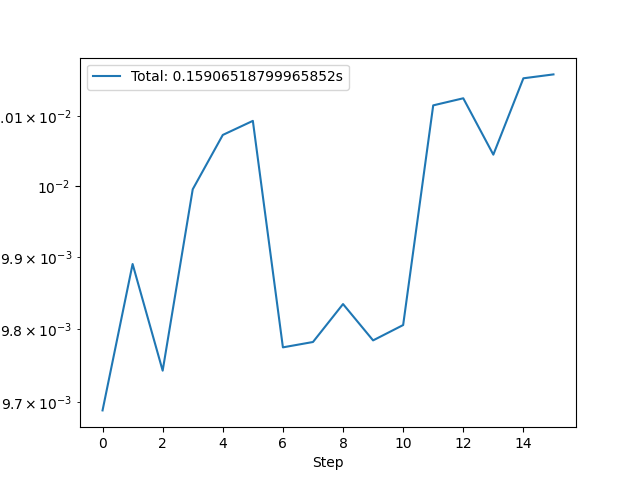 Total: 0.15906518799965852s
.01 × 10⁻²
10⁻²
9.9 × 10⁻³
9.8 × 10⁻³
9.7 × 10⁻³
0 2 4 6 8 10 12 14
Step